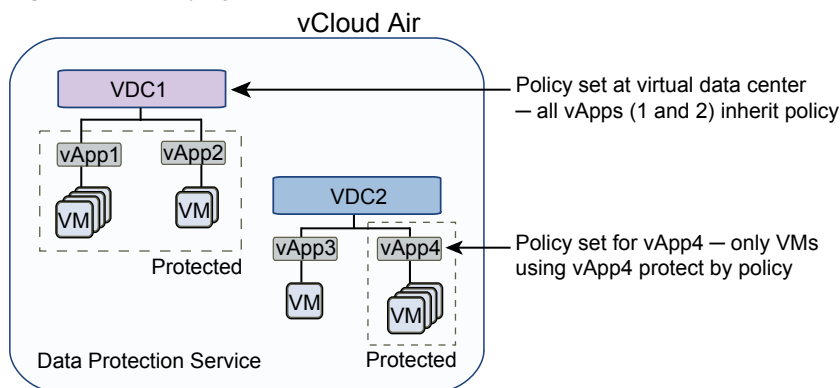 vCloud Air
VDC1
Policy set at virtual data center
— all vApps (1 and 2) inherit policy
vApp1
vApp2
VM
VM
Protected
VDC2
vApp3
vApp4
Policy set for vApp4 — only VMs
using vApp4 protect by policy
VM
VM
Data Protection Service
Protected